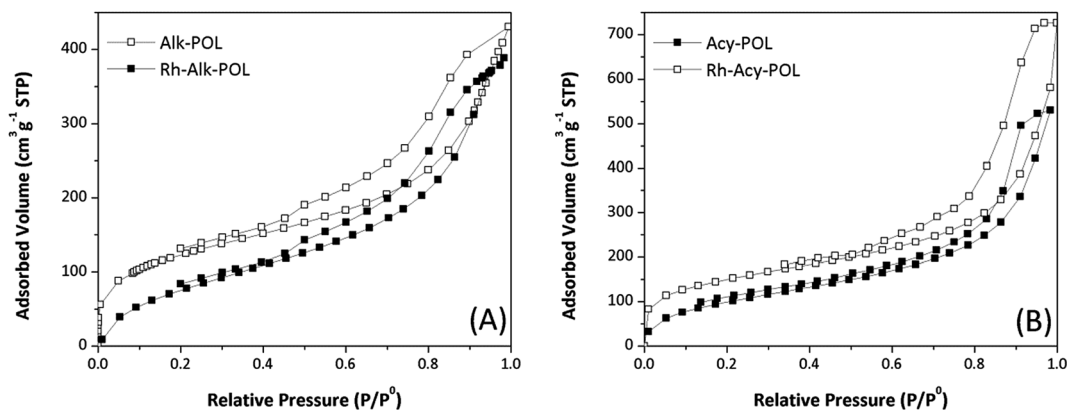 Alk-POL
Rh-Alk-POL
Adsorbed Volume (cm³ g⁻¹ STP)
400
300
200
100
0
0.0 0.2 0.4 0.6 0.8 1.0
(A)
Relative Pressure (P/P⁰)
Acy-POL
Rh-Acy-POL
Adsorbed Volume (cm³ g⁻¹ STP)
700
600
500
400
300
200
100
0
0.0 0.2 0.4 0.6 0.8 1.0
(B)
Relative Pressure (P/P⁰)